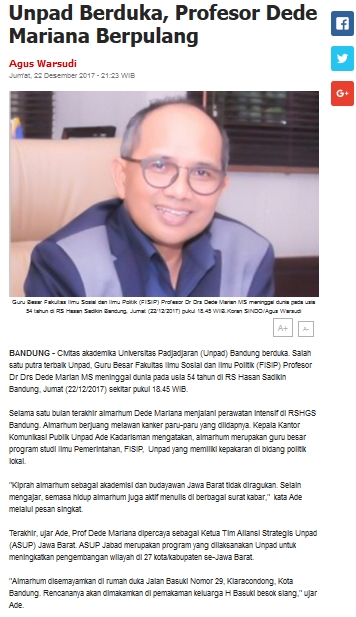 Unpad Berduka, Profesor Dede
Mariana Berpulang
Agus Warsudi
Jum'at, 22 Desember 2017 - 21:23 WIB
Guru Besar Fakultas Ilmu Sosial dan Ilmu Politik (FISIP) Profesor Dr Drs Dede Marian MS meninggal dunia pada usia
54 tahun di RS Hasan Sadikin Bandung, Jumat (22/12/2017) pukul 18.45 WIB.Koran SINDO/Agus Warsudi
A+ A-
BANDUNG - Civitas akademika Universitas Padjadjaran (Unpad) Bandung berduka. Salah
satu putra terbaik Unpad, Guru Besar Fakultas Ilmu Sosial dan Ilmu Politik (FISIP) Profesor
Dr Drs Dede Marian MS meninggal dunia pada usia 54 tahun di RS Hasan Sadikin
Bandung, Jumat (22/12/2017) sekitar pukul 18.45 WIB.
Selama satu bulan terakhir almarhum Dede Mariana menjalani perawatan intensif di RSHGS
Bandung. Almarhum berjuang melawan kanker paru-paru yang diidapnya. Kepala Kantor
Komunikasi Publik Unpad Ade Kadarisman mengatakan, almarhum merupakan guru besar
program studi ilmu Pemerintahan, FISIP, Unpad yang memiliki kepakaran di bidang politik
lokal.
"Kiprah almarhum sebagai akademisi dan budayawan Jawa Barat tidak diragukan. Selain
mengajar, semasa hidup almarhum juga aktif menulis di berbagai surat kabar," kata Ade
melalui pesan singkat.
Terakhir, ujar Ade, Prof Dede Mariana dipercaya sebagai Ketua Tim Aliansi Strategis Unpad
(ASUP) Jawa Barat. ASUP Jabar merupakan program yang dilaksanakan Unpad untuk
meningkatkan pengembangan wilayah di 27 kota/kabupaten se-Jawa Barat.
"Almarhum disemayamkan di rumah duka Jalan Basuki Nomor 29, Kiaracondong, Kota
Bandung. Rencananya akan dimakamkan di pemakaman keluarga H Basuki besok siang," ujar
Ade.